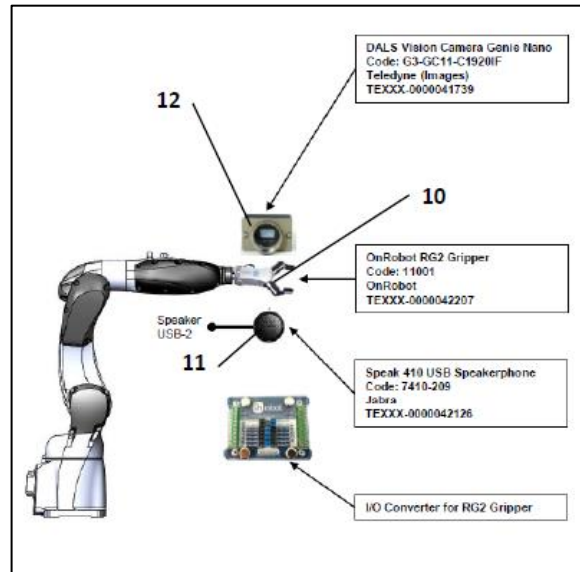 DALS Vision Camera Genie Nano
Code: G3-GC11-C1920IF
Teledyne (Images)
TEXXX-0000041739
12
10
OnRobot RG2 Gripper
Code: 11001
OnRobot
TEXXX-0000042207
Speaker
USB-2
11
Speak 410 USB Speakerphone
Code: 7410-209
Jabra
TEXXX-0000042126
I/O Converter for RG2 Gripper